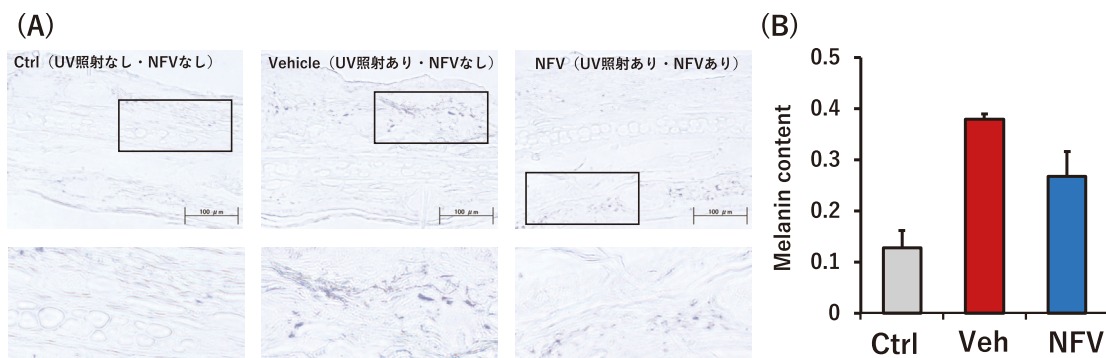 (A)
Ctrl（UV照射なし・NFVなし）
Vehicle（UV照射あり・NFVなし）
NFV（UV照射あり・NFVあり）
100 μm
100 μm
100 μm
(B)
Melanin content
0.5
0.4
0.3
0.2
0.1
0
Ctrl
Veh
NFV